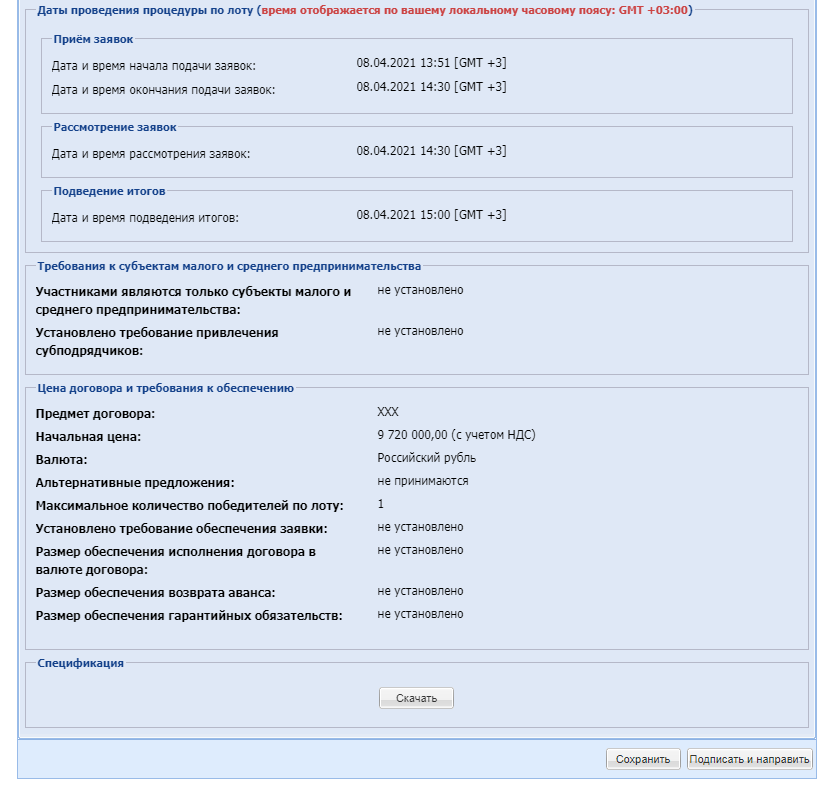 Даты проведения процедуры по лоту (время отображается по вашему локальному часовому поясу: GMT +03:00)
Приём заявок
Дата и время начала подачи заявок: 08.04.2021 13:51 [GMT +3]
Дата и время окончания подачи заявок: 08.04.2021 14:30 [GMT +3]
Рассмотрение заявок
Дата и время рассмотрения заявок: 08.04.2021 14:30 [GMT +3]
Подведение итогов
Дата и время подведения итогов: 08.04.2021 15:00 [GMT +3]
Требования к субъектам малого и среднего предпринимательства
Участниками являются только субъекты малого и не установлено
среднего предпринимательства:
Установлено требование привлечения не установлено
субподрядчиков:
Цена договора и требования к обеспечению
Предмет договора: XXX
Начальная цена: 9 720 000,00 (с учетом НДС)
Валюта: Российский рубль
Альтернативные предложения: не принимаются
Максимальное количество победителей по лоту: 1
Установлено требование обеспечения заявки: не установлено
Размер обеспечения исполнения договора в не установлено
валюте договора:
Размер обеспечения возврата аванса: не установлено
Размер обеспечения гарантийных обязательств: не установлено
Спецификация
Скачать
Сохранить Подписать и направить